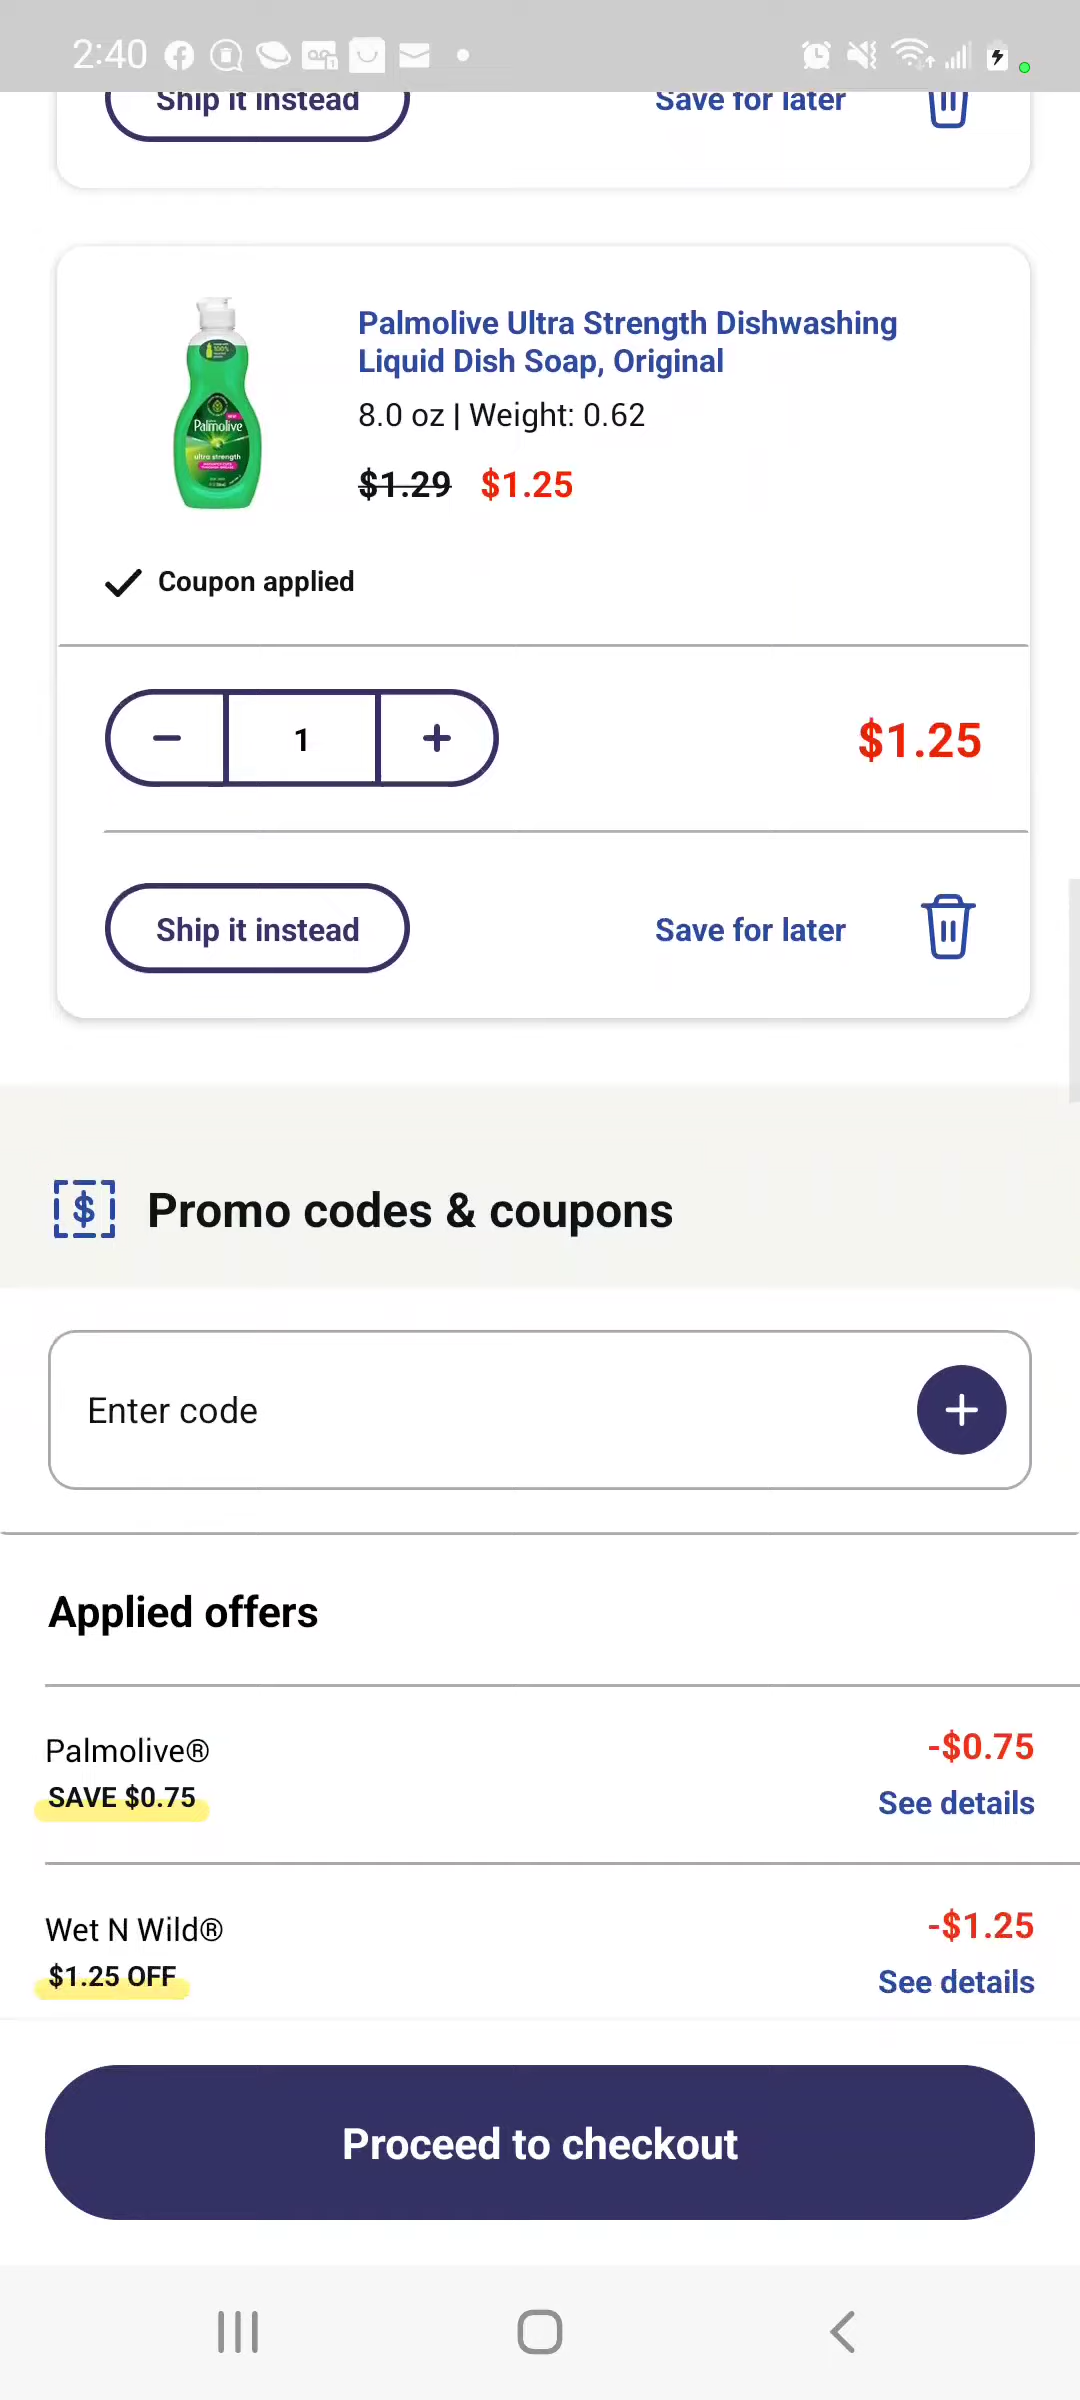 2:40
Ship it instead
Save for later
Palmolive Ultra Strength Dishwashing
Liquid Dish Soap, Original
8.0 oz | Weight: 0.62
$1.29 $1.25
Palmolive
ultra strength
Coupon applied
1
$1.25
Ship it instead
Save for later
Promo codes & coupons
Enter code
Applied offers
Palmolive®
-$0.75
SAVE $0.75
See details
Wet N Wild®
-$1.25
$1.25 OFF
See details
Proceed to checkout